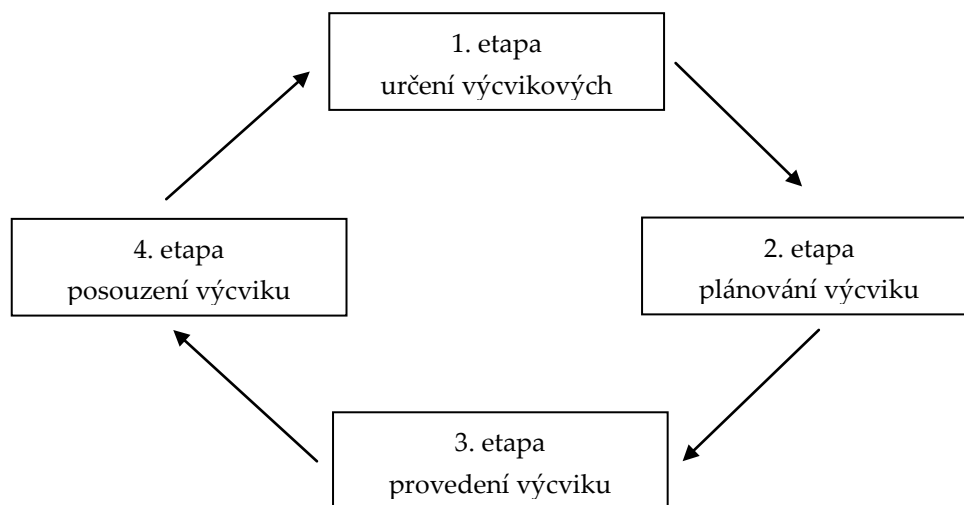 1. etapa
určení výcvikových
2. etapa
plánování výcviku
3. etapa
provedení výcviku
4. etapa
posouzení výcviku